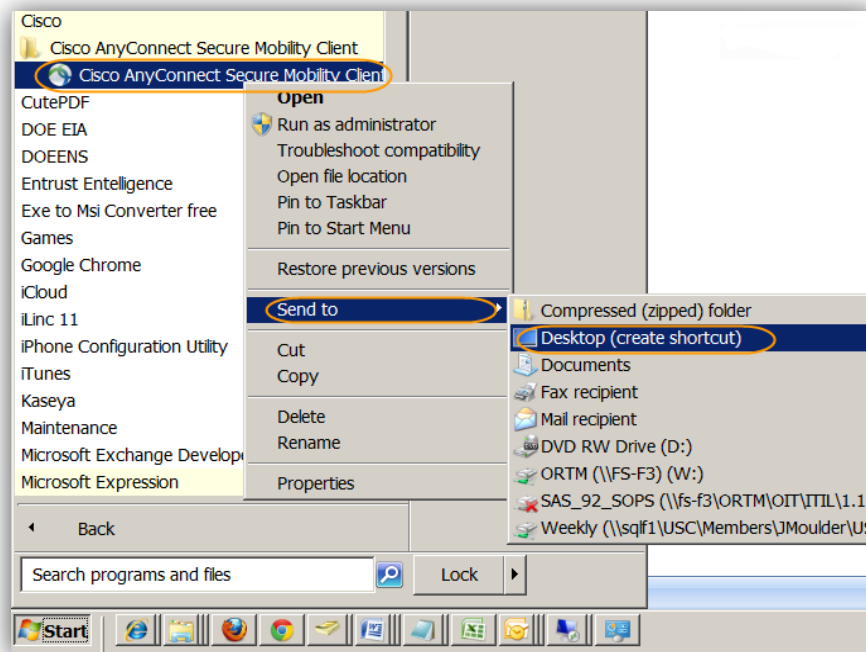 Cisco
Cisco AnyConnect Secure Mobility Client
Cisco AnyConnect Secure Mobility Client
CutePDF
DOE EIA
DOEENS
Entrust Entelligence
Exe to Msi Converter free
Games
Google Chrome
iCloud
iLinc 11
iPhone Configuration Utility
iTunes
Kaseya
Maintenance
Microsoft Exchange Develope
Microsoft Expression
Back
Search programs and files
Lock
Open
Run as administrator
Troubleshoot compatibility
Open file location
Pin to Taskbar
Pin to Start Menu
Restore previous versions
Send to
Cut
Copy
Delete
Rename
Properties
Compressed (zipped) folder
Desktop (create shortcut)
Documents
Fax recipient
Mail recipient
DVD RW Drive (D:)
ORTM (\\FS-F3) (W:)
SAS_92_SOPS (\\fs-f3\ORTM\OIT\ITIL\1.1
Weekly (\\sqlf1\USC\Members\JMoulder\US
Start